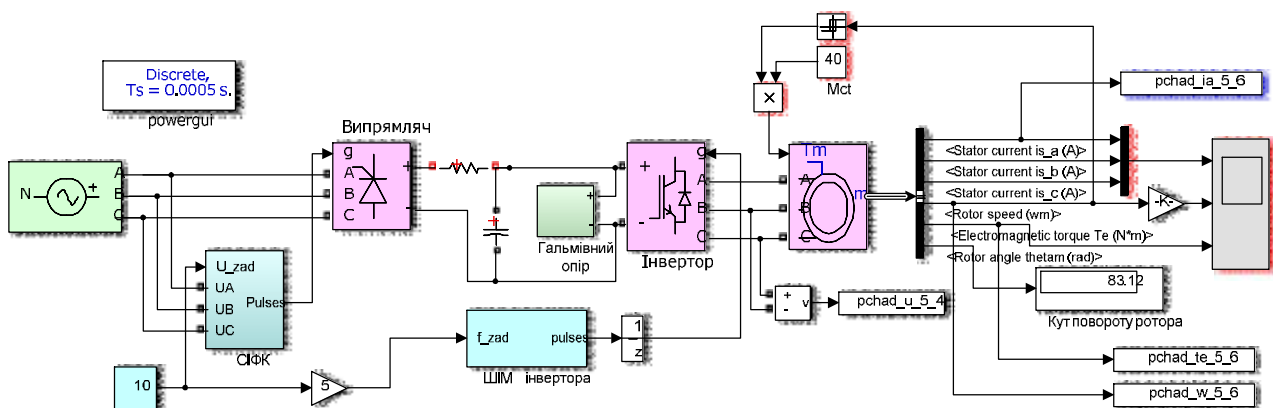 Discrete,
Ts = 0.0005 s.
powergui
N
A
B
C
Випрямляч
g
A
B
C
+
-
U_zad
UA
UB
UC
Pulses
СІФК
10
5
f_zad
pulses
ШІМ інвертора
1
z
Гальмівний
опір
+
-
Інвертор
+
-
g
A
B
C
40
Mct
×
Tm
A
B
C
m
+
-
v
pchad_u_5_4
<Stator current is_a (A)>
<Stator current is_b (A)>
<Stator current is_c (A)>
<Rotor speed (wm)>
<Electromagnetic torque Te (N*m)>
<Rotor angle thetam (rad)>
-K-
pchad_ia_5_6
83.12
Кут повороту ротора
pchad_te_5_6
pchad_w_5_6